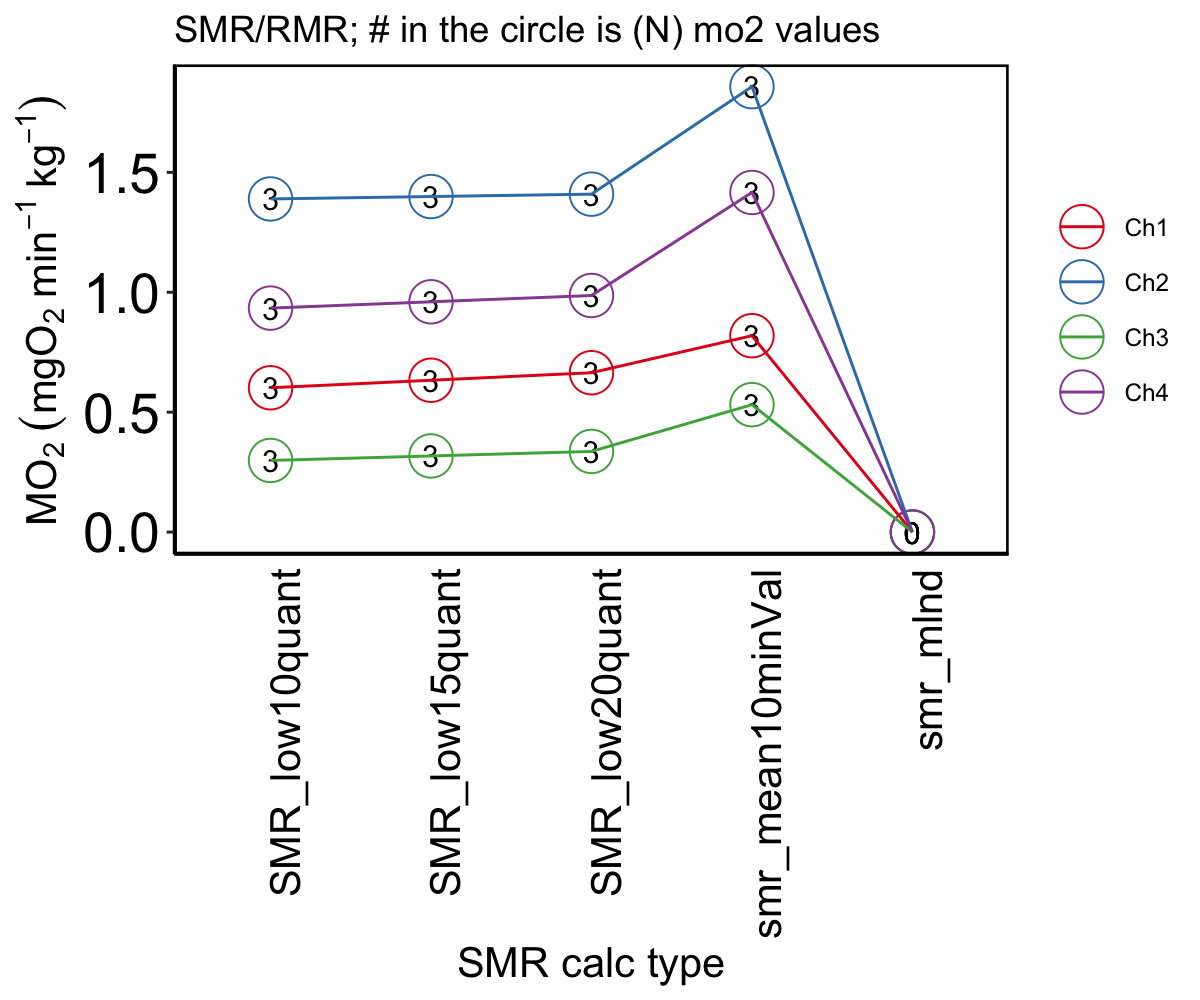 SMR/RMR; # in the circle is (N) mo2 values
MO₂ (mgO₂ min⁻¹ kg⁻¹)
1.5
1.0
0.5
0.0
3 3 3 3
3 3 3 3
3 3 3 3
3 3 3 3
0
Ch1
Ch2
Ch3
Ch4
SMR_low10quant
SMR_low15quant
SMR_low20quant
smr_mean10minVal
smr_mlnd
SMR calc type